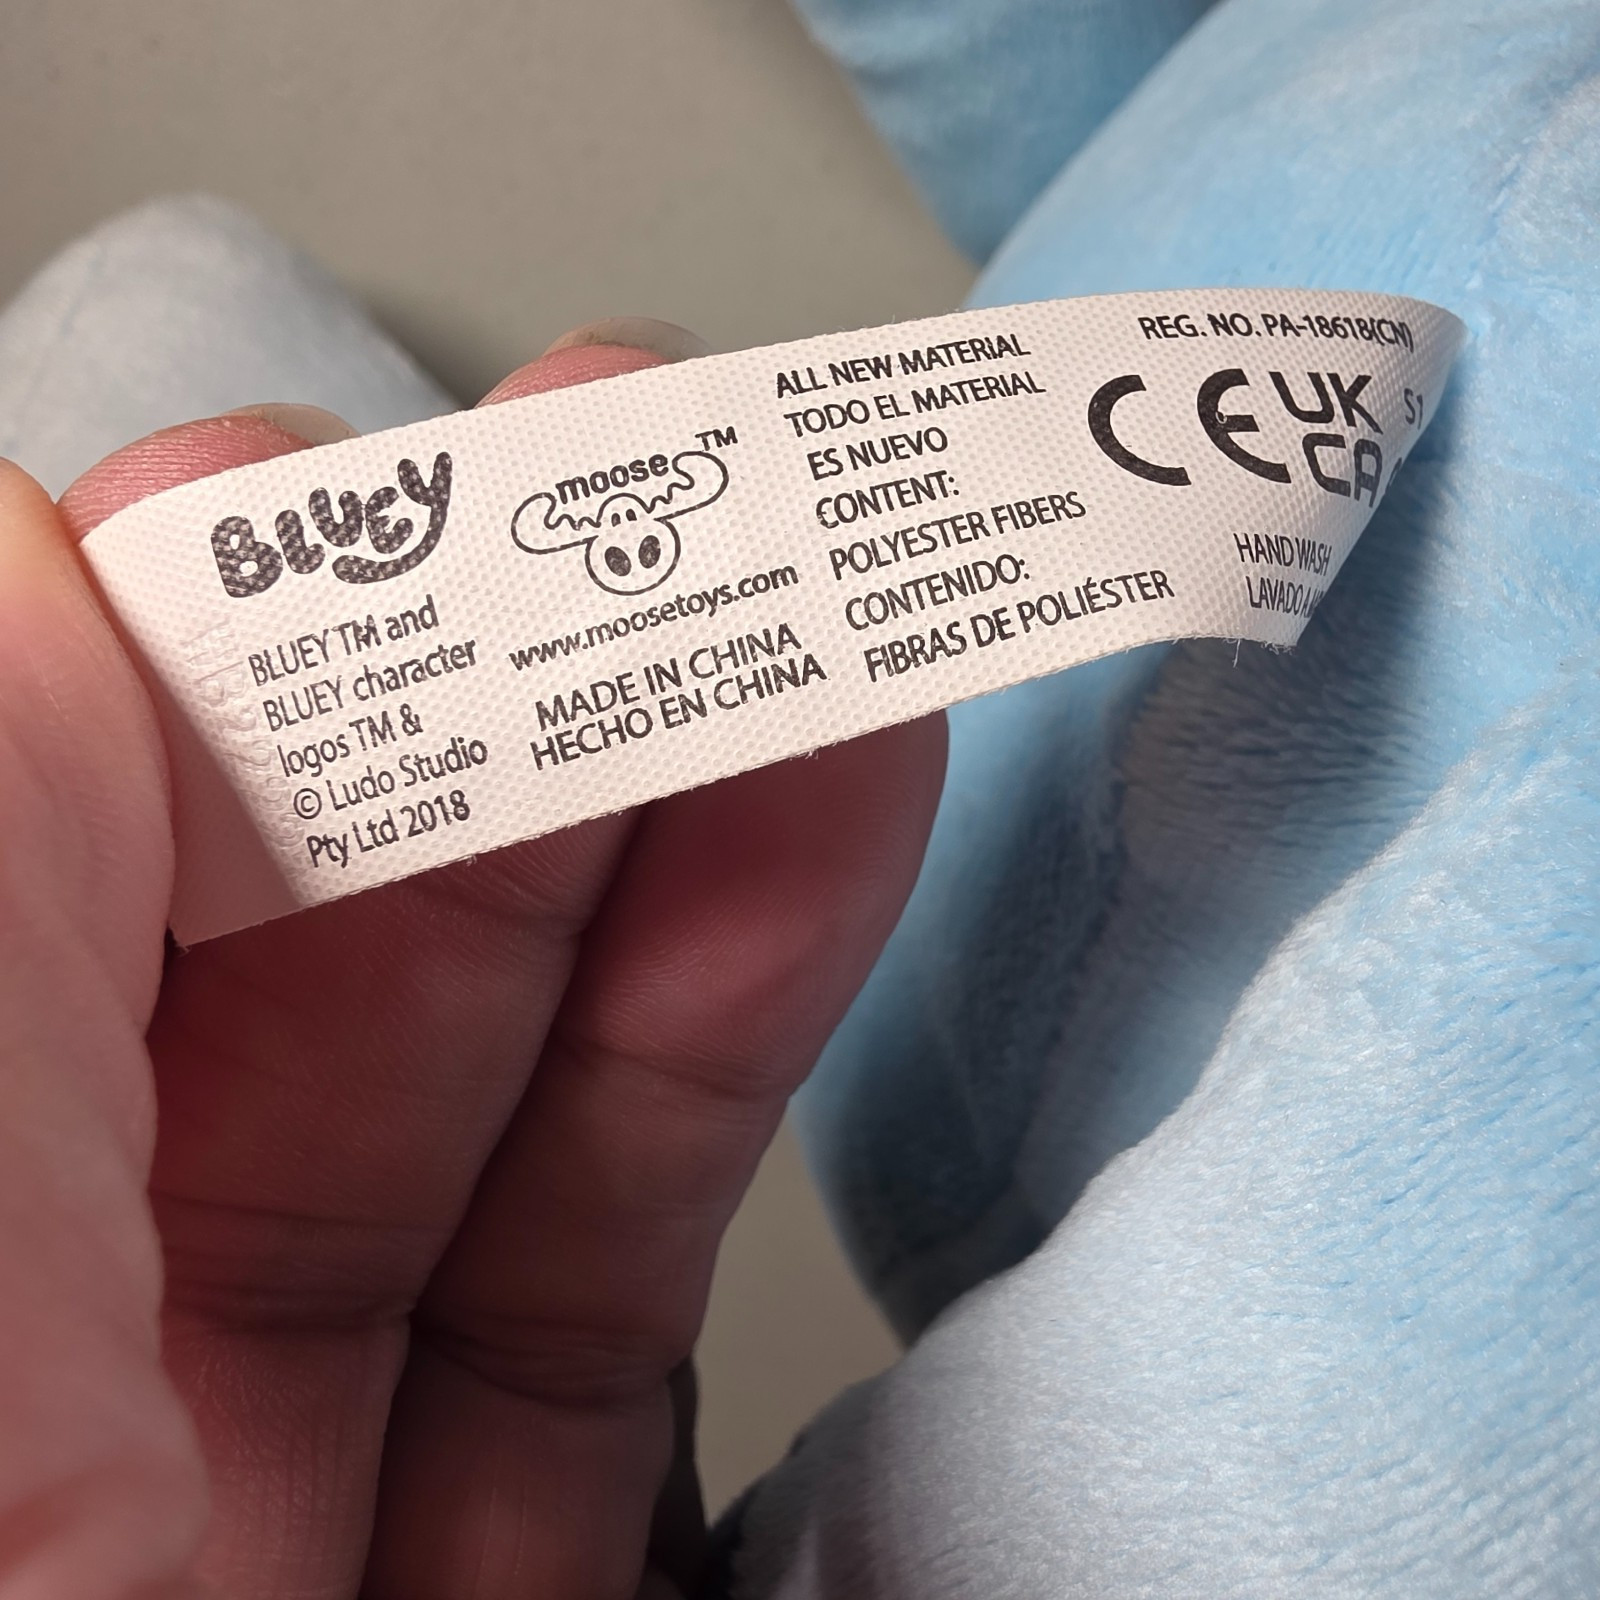 BLUEY
BLUEY TM and
BLUEY character
logos TM &
© Ludo Studio
Pty Ltd 2018
moose™
www.moosetoys.com
MADE IN CHINA
HECHO EN CHINA
ALL NEW MATERIAL
TODO EL MATERIAL
ES NUEVO
CONTENT:
POLYESTER FIBERS
CONTENIDO:
FIBRAS DE POLIÉSTER
REG. NO. PA-18618(CN)
CE UK
CA
HAND WASH
LAVADO